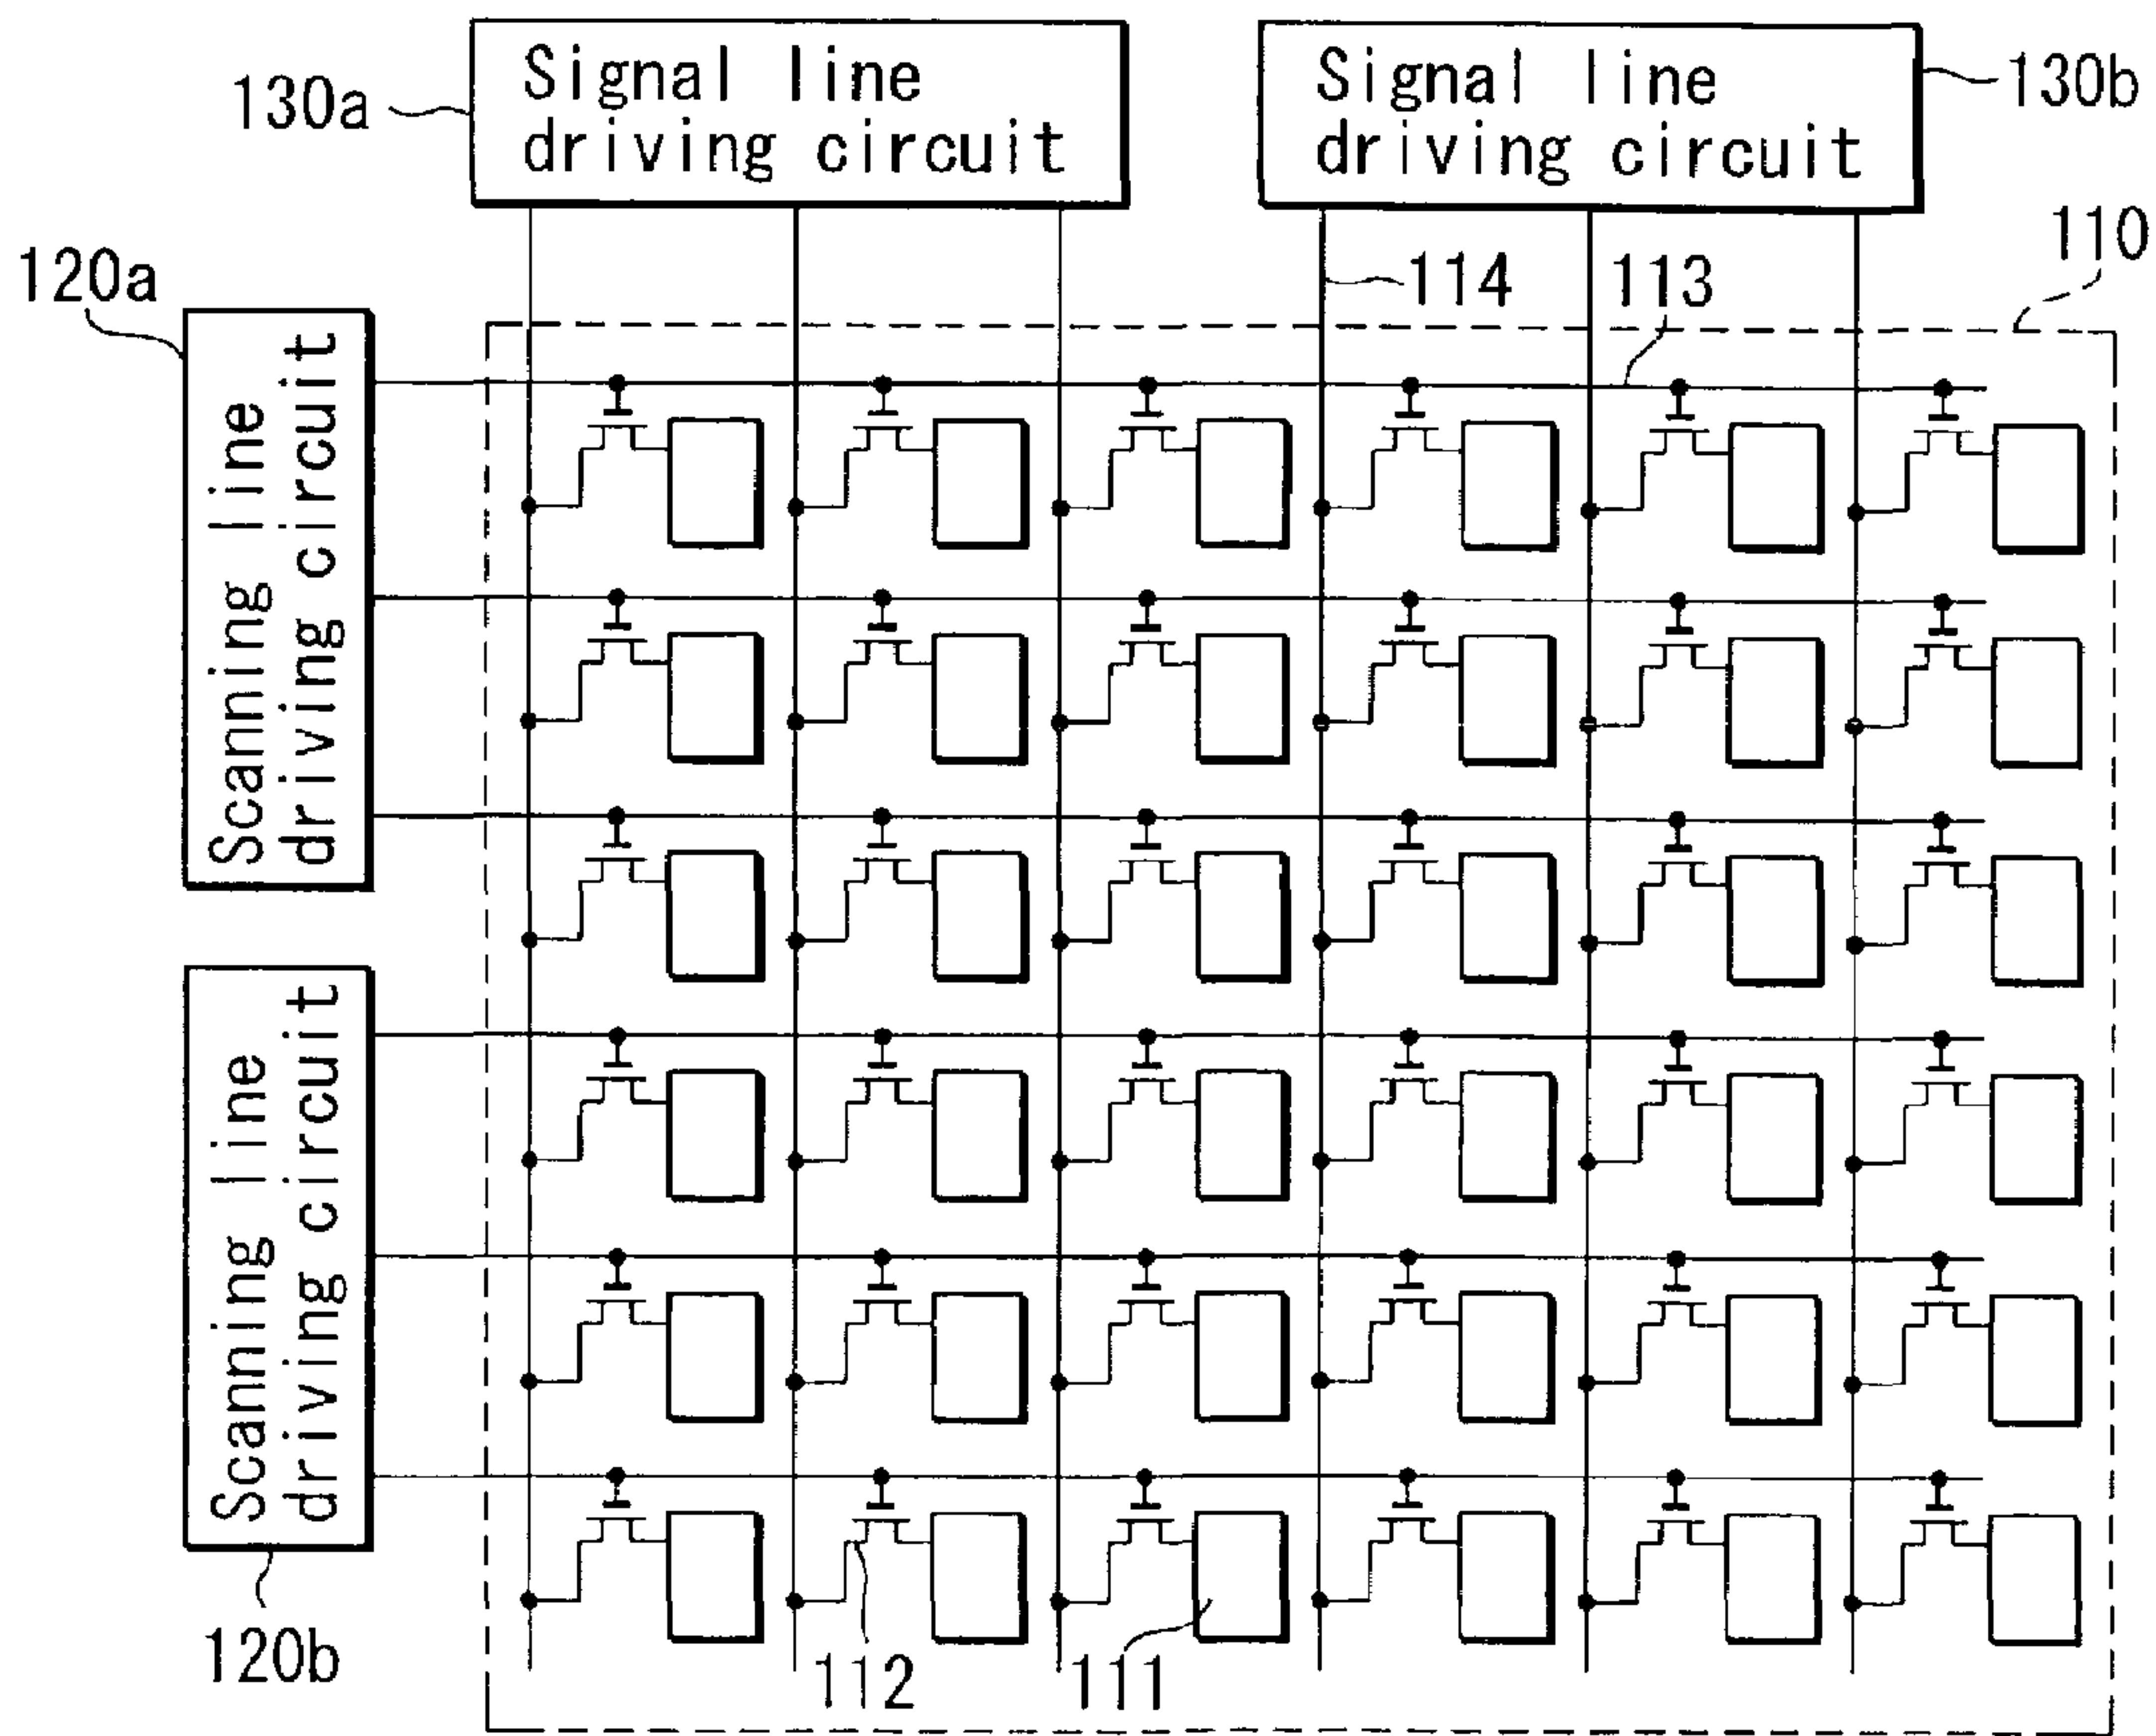 Signal line
driving circuit
Signal line
driving circuit
130a
130b
110
120a
114
113
Scanning line
driving circuit
Scanning line
driving circuit
120b
112
111